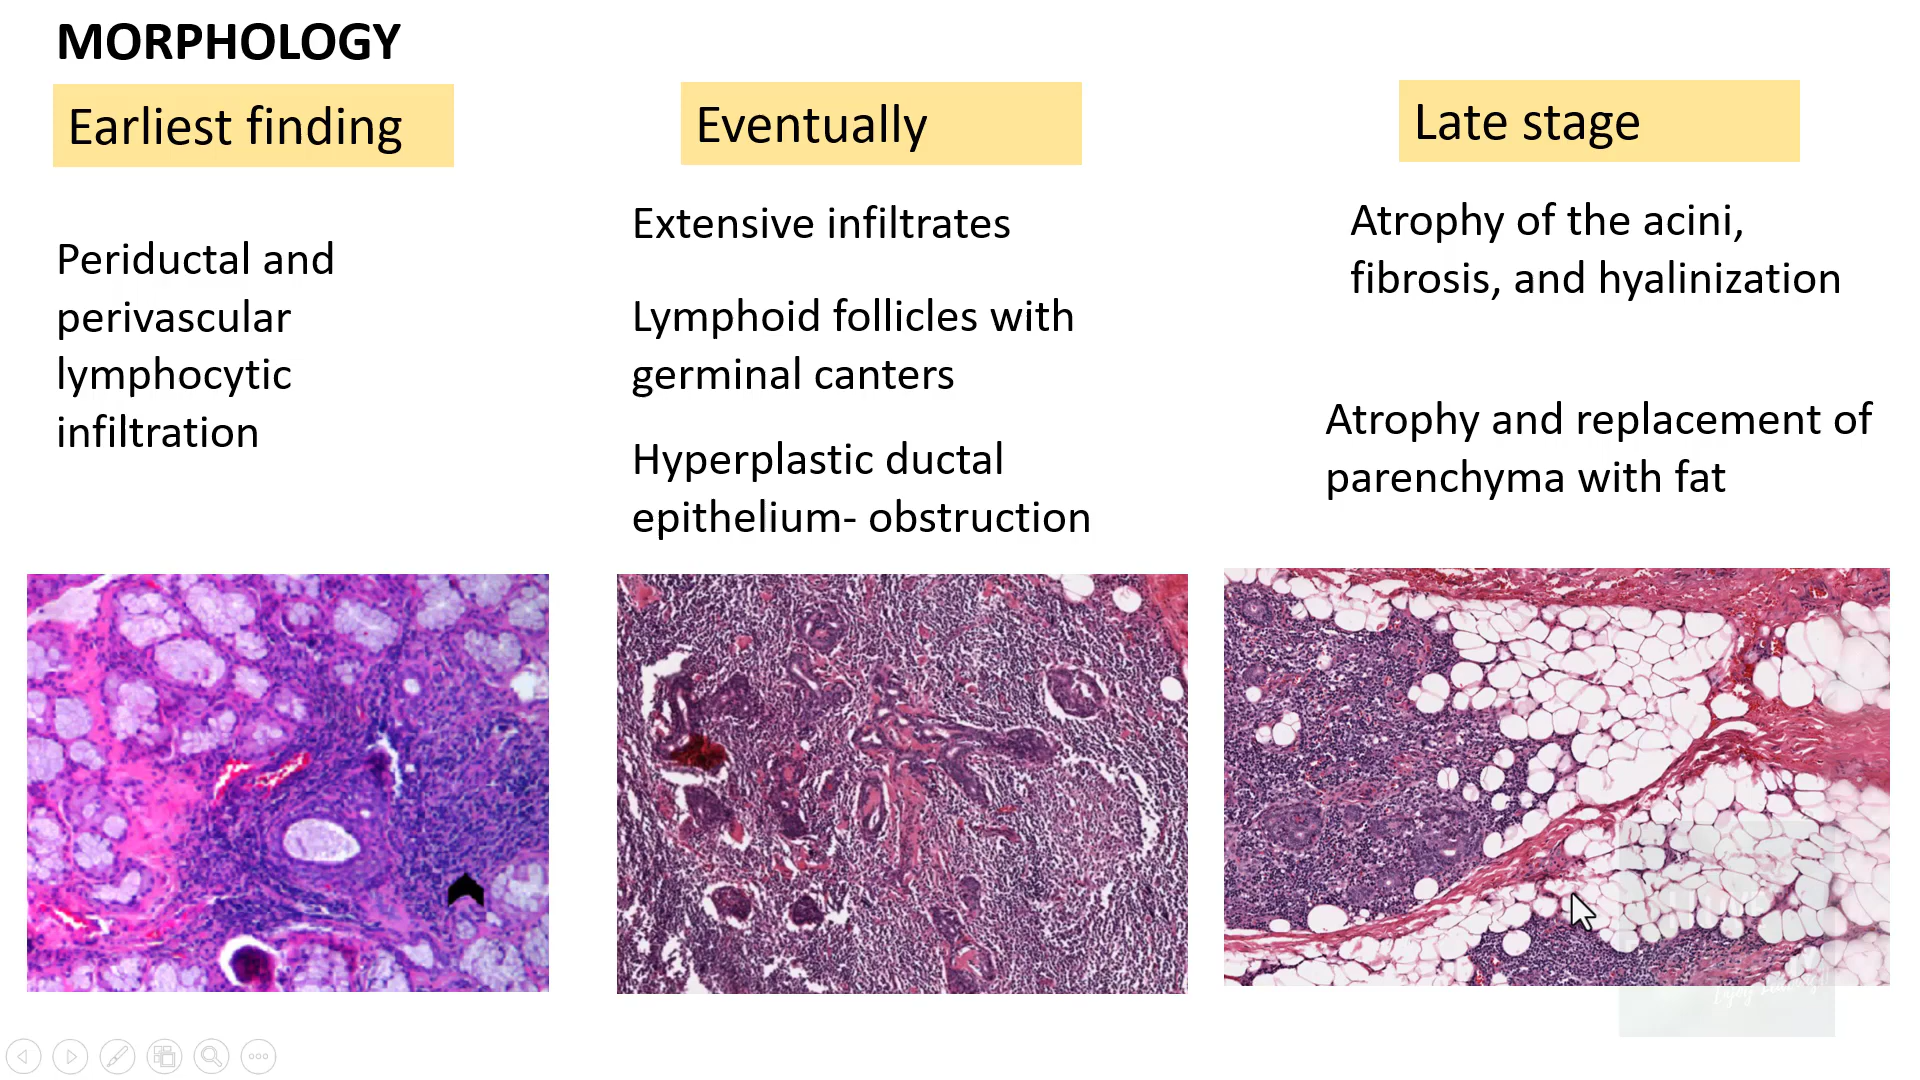 MORPHOLOGY
Earliest finding
Periductal and
perivascular
lymphocytic
infiltration
Eventually
Extensive infiltrates
Lymphoid follicles with
germinal canters
Hyperplastic ductal
epithelium- obstruction
Late stage
Atrophy of the acini,
fibrosis, and hyalinization
Atrophy and replacement of
parenchyma with fat